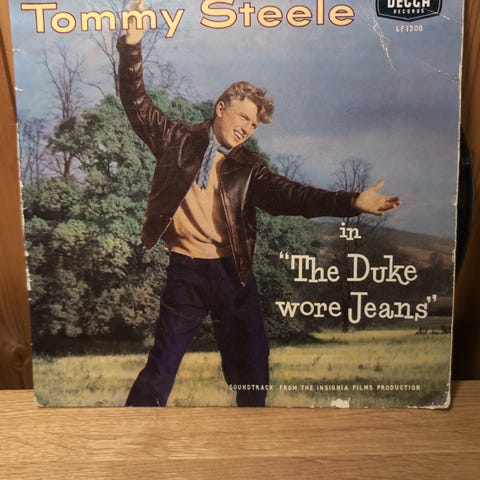 Tommy Steele
DECCA
RECORDS
LF 1308
in
"The Duke
wore Jeans"
SOUNDTRACK FROM THE INSIGNIA FILMS PRODUCTION